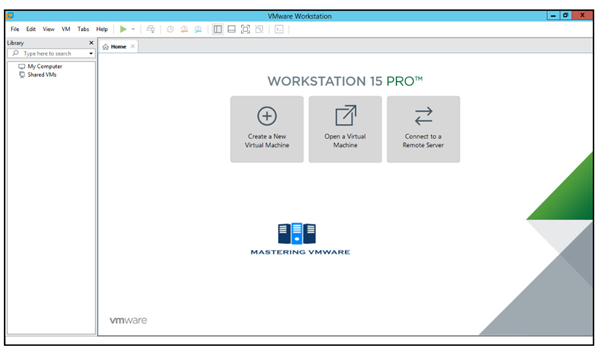 VMware Workstation
File Edit View VM Tabs Help
Library
Home
Type here to search
My Computer
Shared VMs
WORKSTATION 15 PRO™
Create a New
Virtual Machine
Open a Virtual
Machine
Connect to a
Remote Server
MASTERING VMWARE
vmware